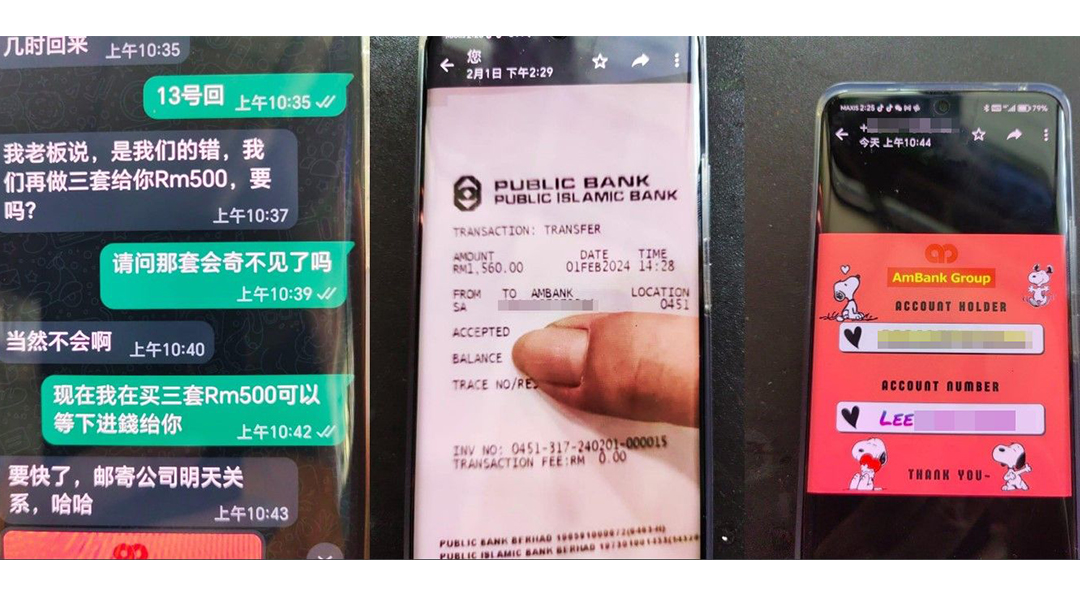 几时回来 上午10:35
13号回 上午10:35
我老板说，是我们的错，我
们再做三套给你Rm500，要
吗？ 上午10:37
请问那套会奇不见了吗
上午10:39
当然不会啊 上午10:40
现在我在买三套Rm500可以
等下进錢给你 上午10:42
要快了，邮寄公司明天关
系，哈哈 上午10:43
您
2月1日 下午2:29
PUBLIC BANK
PUBLIC ISLAMIC BANK
TRANSACTION: TRANSFER
AMOUNT DATE TIME
RM1,560.00 01FEB2024 14:28
FROM TO AMBANK LOCATION
SA 0451
ACCEPTED
BALANCE
TRACE NO/RES
INV NO: 0451-317-240201-000015
TRANSACTION FEE:RM 0.00
PUBLIC BANK BERHAD
PUBLIC ISLAMIC BANK BERHAD
MAXIS 2:25 79%
今天 上午10:44
AmBank Group
ACCOUNT HOLDER
ACCOUNT NUMBER
LEE
THANK YOU~